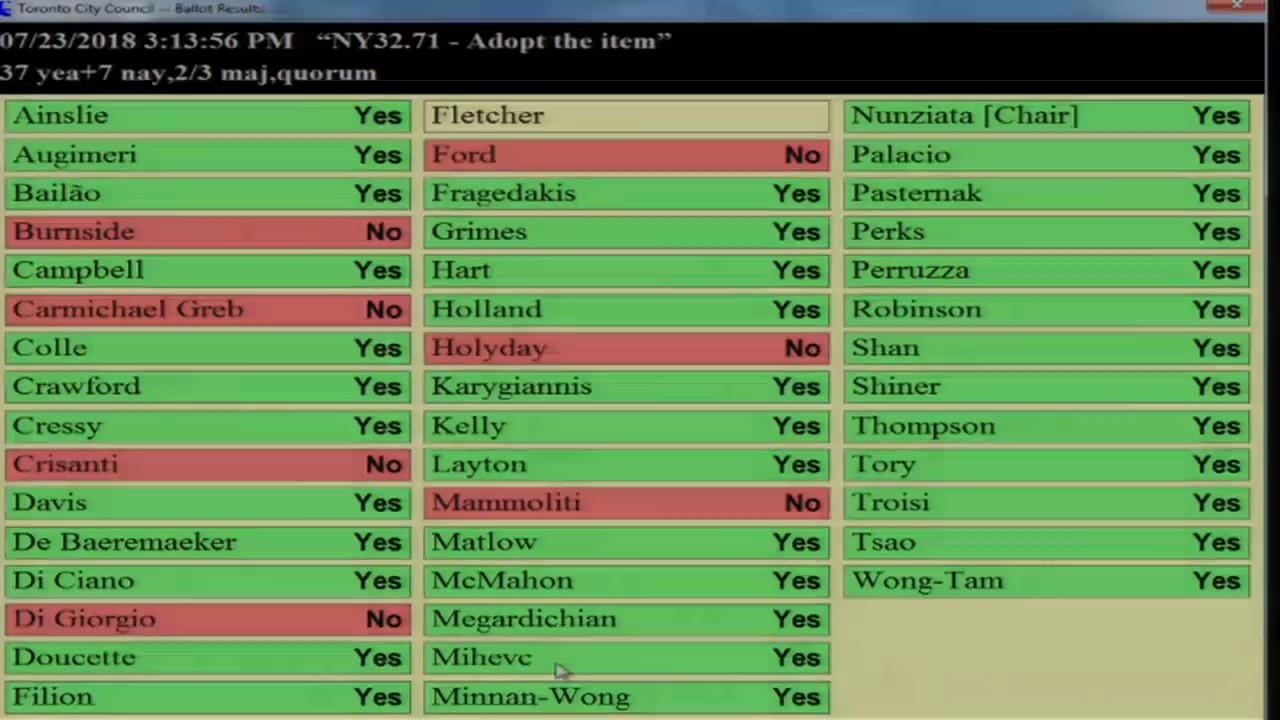 Toronto City Council -- Ballot Results
07/23/2018 3:13:56 PM “NY32.71 - Adopt the item”
37 yea+7 nay,2/3 maj,quorum
Ainslie Yes
Augimeri Yes
Bailão Yes
Burnside No
Campbell Yes
Carmichael Greb No
Colle Yes
Crawford Yes
Cressy Yes
Crisanti No
Davis Yes
De Baeremaeker Yes
Di Ciano Yes
Di Giorgio No
Doucette Yes
Filion Yes
Fletcher
Ford No
Fragedakis Yes
Grimes Yes
Hart Yes
Holland Yes
Holyday No
Karygiannis Yes
Kelly Yes
Layton Yes
Mammoliti No
Matlow Yes
McMahon Yes
Megardichian Yes
Mihevc Yes
Minnan-Wong Yes
Nunziata [Chair] Yes
Palacio Yes
Pasternak Yes
Perks Yes
Perruzza Yes
Robinson Yes
Shan Yes
Shiner Yes
Thompson Yes
Tory Yes
Troisi Yes
Tsao Yes
Wong-Tam Yes